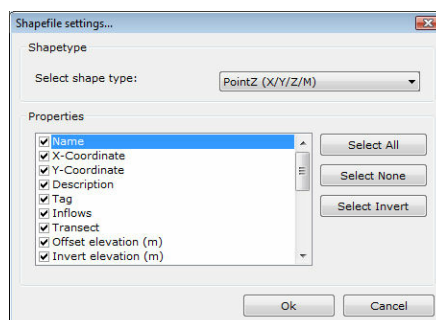 Shapefile settings...
Shapetype
Select shape type:
PointZ (X/Y/Z/M)
Properties
Name
X-Coordinate
Y-Coordinate
Description
Tag
Inflows
Transect
Offset elevation (m)
Invert elevation (m)
Select All
Select None
Select Invert
Ok
Cancel